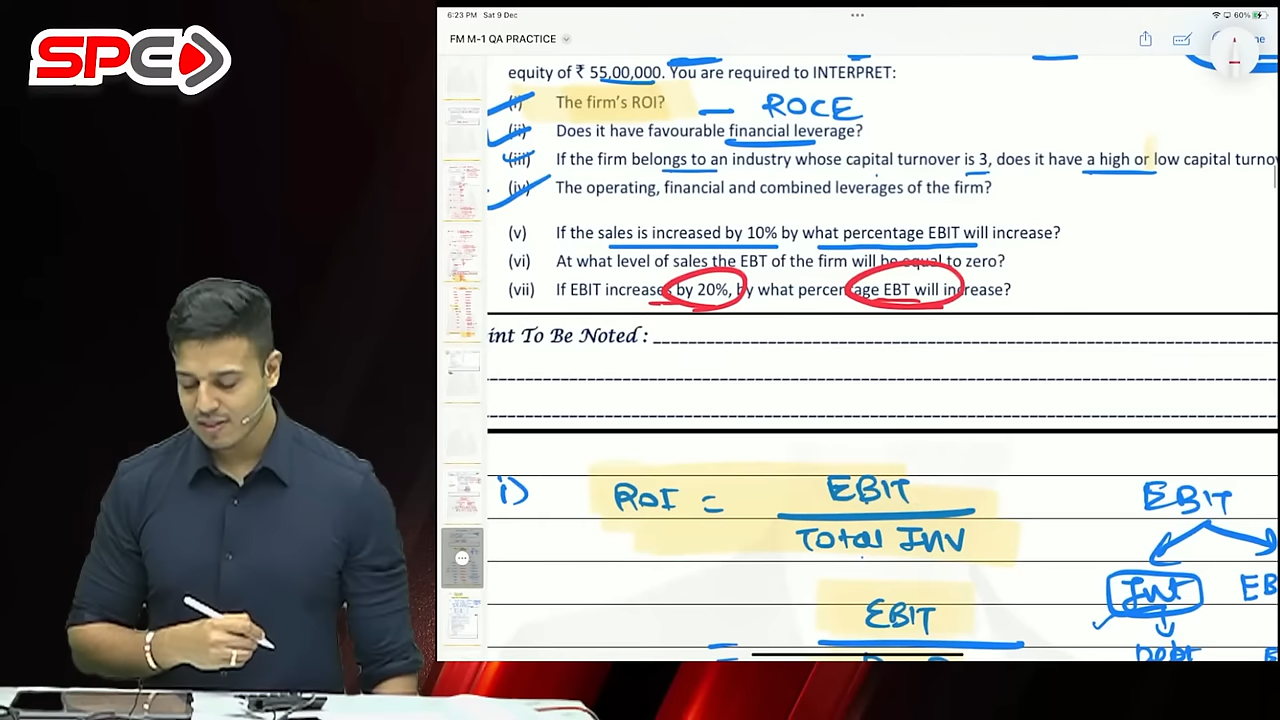 SPED
6:23 PM Sat 9 Dec
60%
FM M-1 QA PRACTICE
equity of ₹ 55,00,000. You are required to INTERPRET:
(i) The firm's ROI? — ROCE
(ii) Does it have favourable financial leverage?
(iii) If the firm belongs to an industry whose capital turnover is 3, does it have a high or low capital turno
(iv) The operating, financial and combined leverages of the firm?
(v) If the sales is increased by 10% by what percentage EBIT will increase?
(vi) At what level of sales the EBT of the firm will be equal to zero?
(vii) If EBIT increases by 20%, by what percentage EBT will increase?
int To Be Noted :
i) ROI = EBIT EBIT
Total INV
Int EB
EBIT
Debt